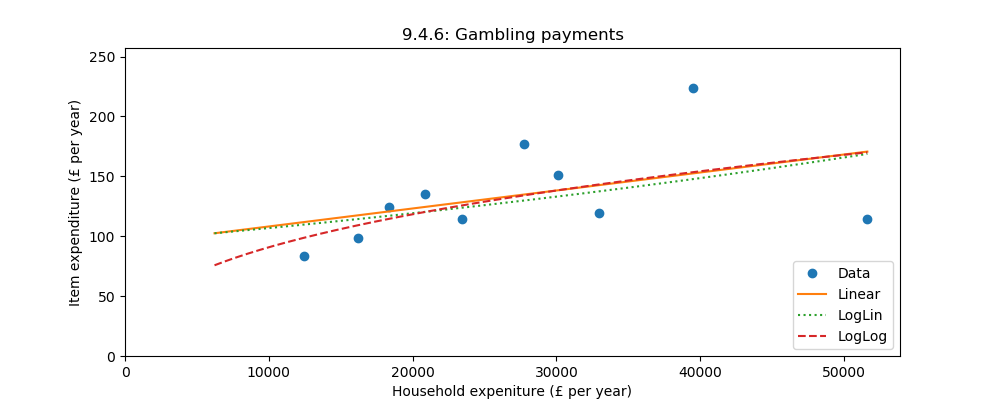 9.4.6: Gambling payments
Item expenditure (£ per year)
250
200
150
100
50
0
0 10000 20000 30000 40000 50000
Household expeniture (£ per year)
Data
Linear
LogLin
LogLog